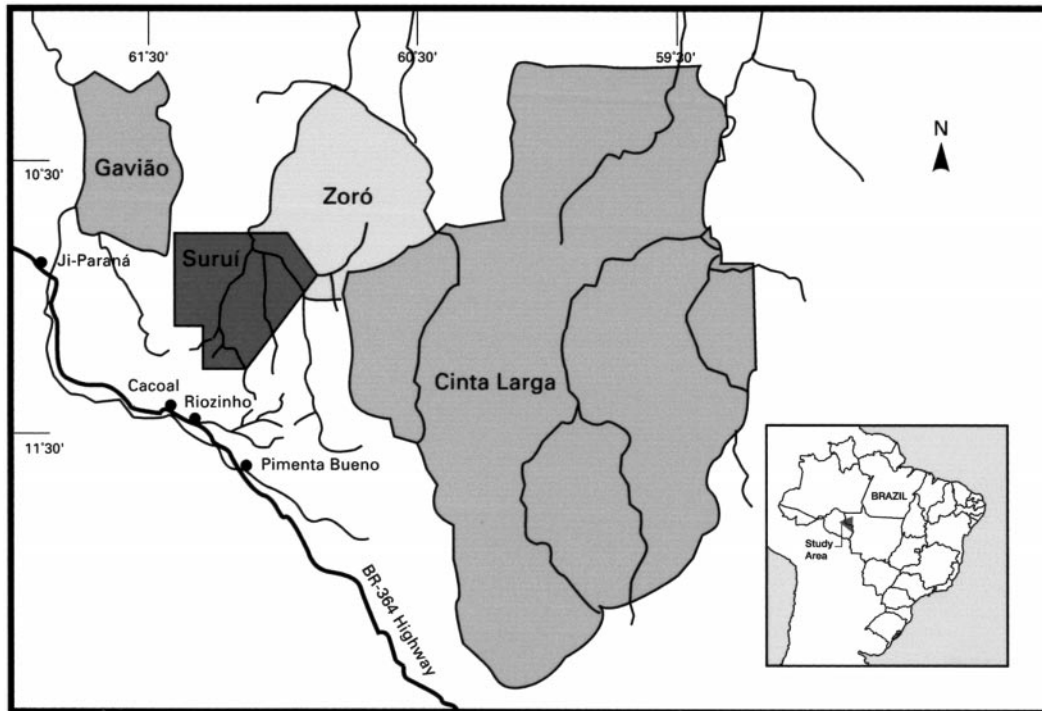 61°30'
60°30'
59°30'
N
Gavião
10°30'
Zoró
Suruí
Ji-Paraná
Cinta Larga
Cacoal
Riozinho
11°30'
Pimenta Bueno
BRAZIL
Study
Area
BR-364 Highway